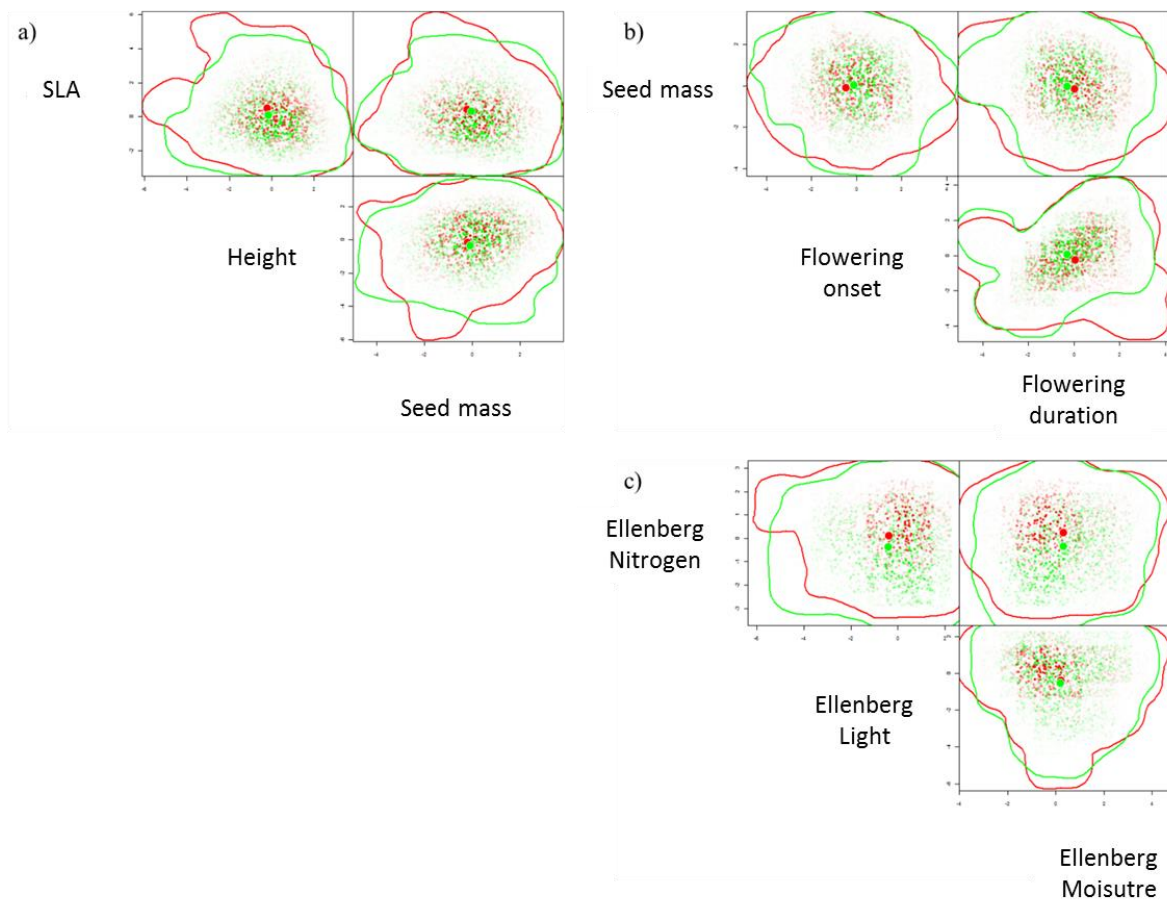 a)
SLA
Height
Seed mass
b)
Seed mass
Flowering
onset
Flowering
duration
c)
Ellenberg
Nitrogen
Ellenberg
Light
Ellenberg
Moisutre